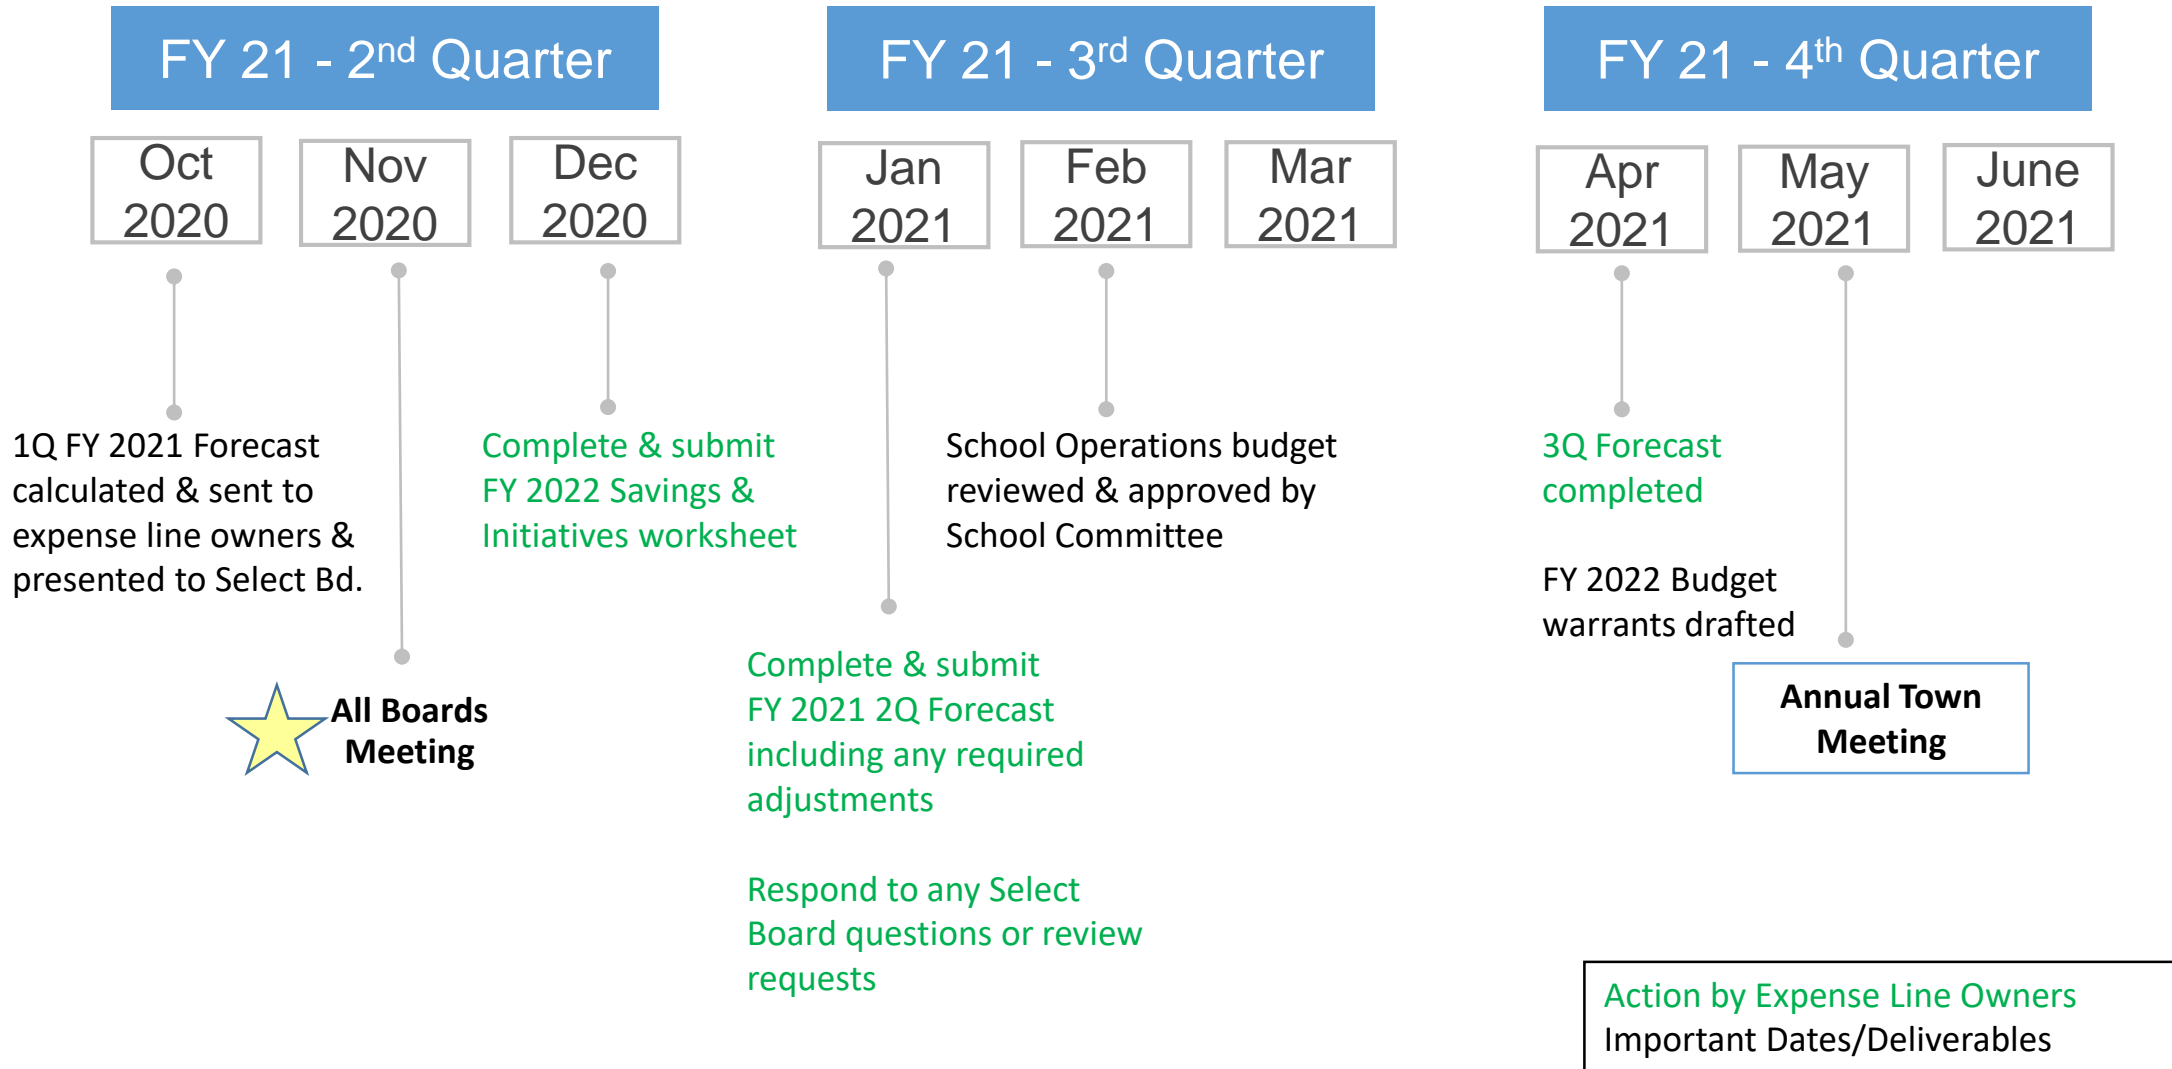 FY 21 - 2nd Quarter
FY 21 - 3rd Quarter
FY 21 - 4th Quarter
Oct
2020
Nov
2020
Dec
2020
Jan
2021
Feb
2021
Mar
2021
Apr
2021
May
2021
June
2021
1Q FY 2021 Forecast
calculated & sent to
expense line owners &
presented to Select Bd.
All Boards
Meeting
Complete & submit
FY 2022 Savings &
Initiatives worksheet
Complete & submit
FY 2021 2Q Forecast
including any required
adjustments
Respond to any Select
Board questions or review
requests
School Operations budget
reviewed & approved by
School Committee
3Q Forecast
completed
FY 2022 Budget
warrants drafted
Annual Town
Meeting
Action by Expense Line Owners
Important Dates/Deliverables